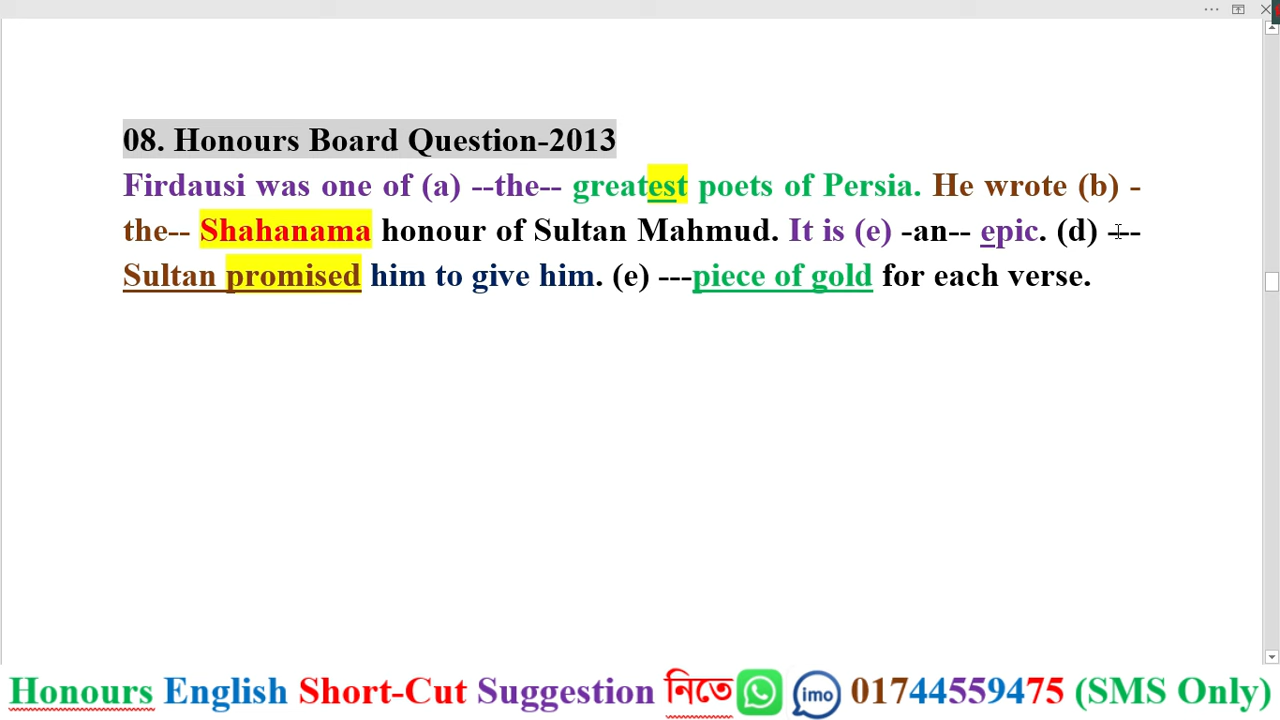 08. Honours Board Question-2013
Firdausi was one of (a) --the-- greatest poets of Persia. He wrote (b) -
the-- Shahanama honour of Sultan Mahmud. It is (e) -an-- epic. (d) ---
Sultan promised him to give him. (e) ---piece of gold for each verse.
Honours English Short-Cut Suggestion নিতে imo 01744559475 (SMS Only)